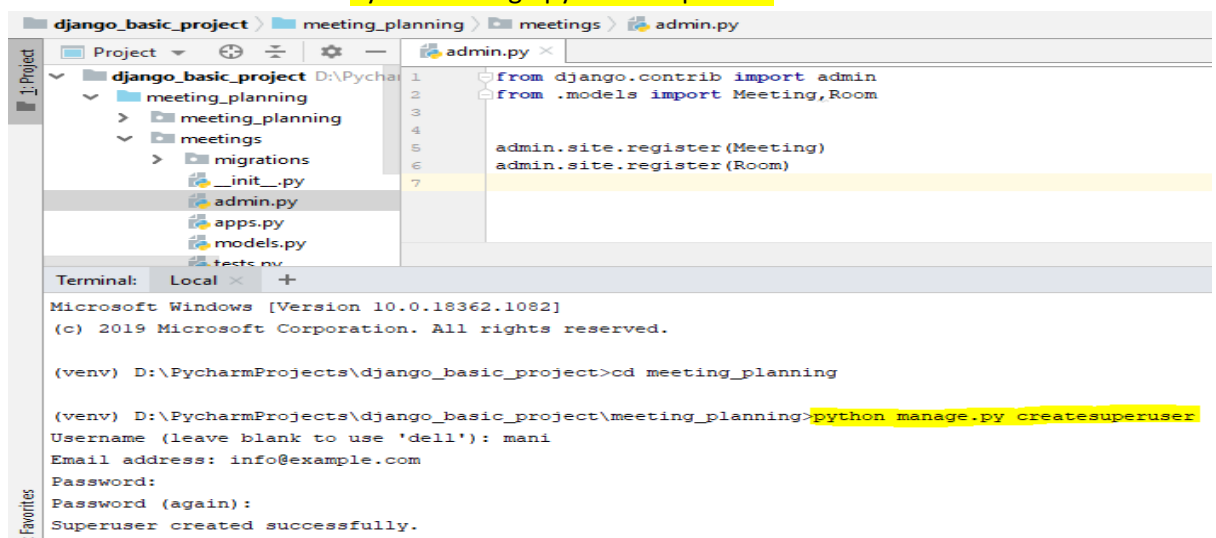 django_basic_project meeting_planning meetings admin.py
1: Project
Project
admin.py
django_basic_project D:\Pychar
meeting_planning
meeting_planning
meetings
migrations
__init__.py
admin.py
apps.py
models.py
tests.py
1 from django.contrib import admin
2 from .models import Meeting,Room
3
4
5 admin.site.register(Meeting)
6 admin.site.register(Room)
7
Terminal: Local +
Microsoft Windows [Version 10.0.18362.1082]
(c) 2019 Microsoft Corporation. All rights reserved.
(venv) D:\PycharmProjects\django_basic_project>cd meeting_planning
(venv) D:\PycharmProjects\django_basic_project\meeting_planning>python manage.py createsuperuser
Username (leave blank to use 'dell'): mani
Email address: info@example.com
Password:
Password (again):
Superuser created successfully.
Favorites